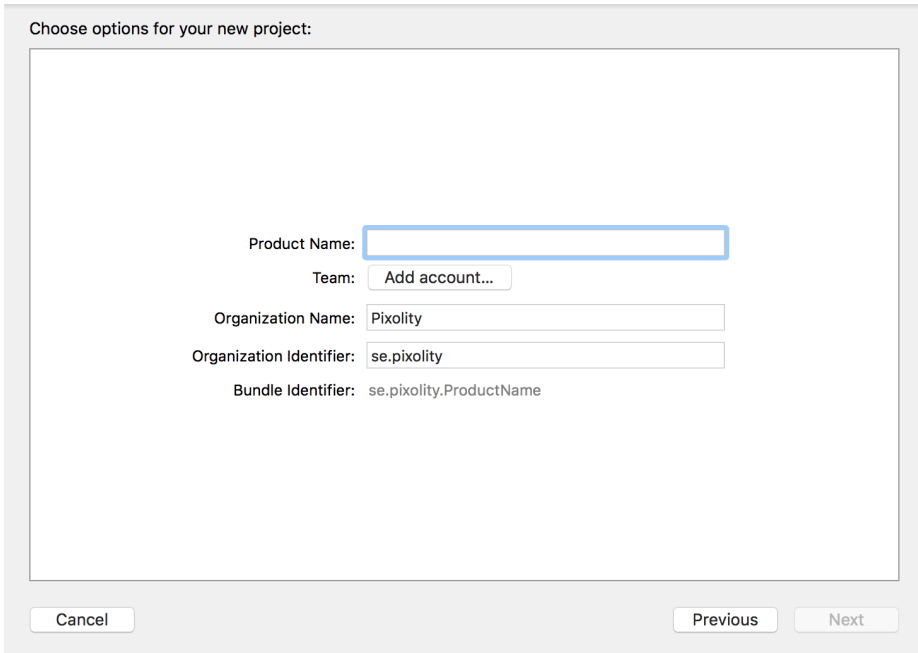 Choose options for your new project:
Product Name:
Team: Add account...
Organization Name: Pixolity
Organization Identifier: se.pixolity
Bundle Identifier: se.pixolity.ProductName
Cancel Previous Next